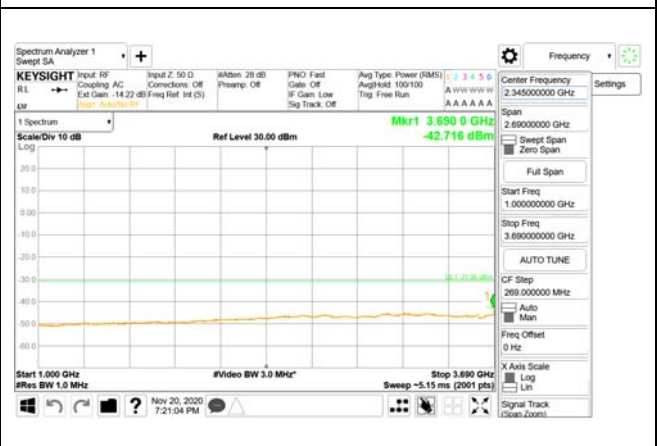 Spectrum Analyzer 1
Swept SA
Frequency
KEYSIGHT
RL
Input: RF
Coupling: AC
Ext Gain: -14.22 dB
Align: Auto/No RF
Input Z: 50 Ω
Corrections: Off
Freq Ref: Int (S)
#Atten: 28 dB
Preamp: Off
PNO: Fast
Gate: Off
IF Gain: Low
Sig Track: Off
Avg Type: Power (RMS)
Avg|Hold: 100/100
Trig: Free Run
1 2 3 4 5 6
A W W W W W
A A A A A A
1 Spectrum
Scale/Div 10 dB
Ref Level 30.00 dBm
Mkr1 3.690 0 GHz
-42.716 dBm
Log
20.0
10.0
0.00
-10.0
-20.0
-30.0
-40.0
-50.0
-60.0
1
Start 1.000 GHz
#Res BW 1.0 MHz
#Video BW 3.0 MHz*
Stop 3.690 GHz
Sweep ~5.15 ms (2001 pts)
Nov 20, 2020
7:21:04 PM
Center Frequency
2.345000000 GHz
Settings
Span
2.69000000 GHz
Swept Span
Zero Span
Full Span
Start Freq
1.000000000 GHz
Stop Freq
3.690000000 GHz
AUTO TUNE
CF Step
269.000000 MHz
Auto
Man
Freq Offset
0 Hz
X Axis Scale
Log
Lin
Signal Track
(Span Zoom)